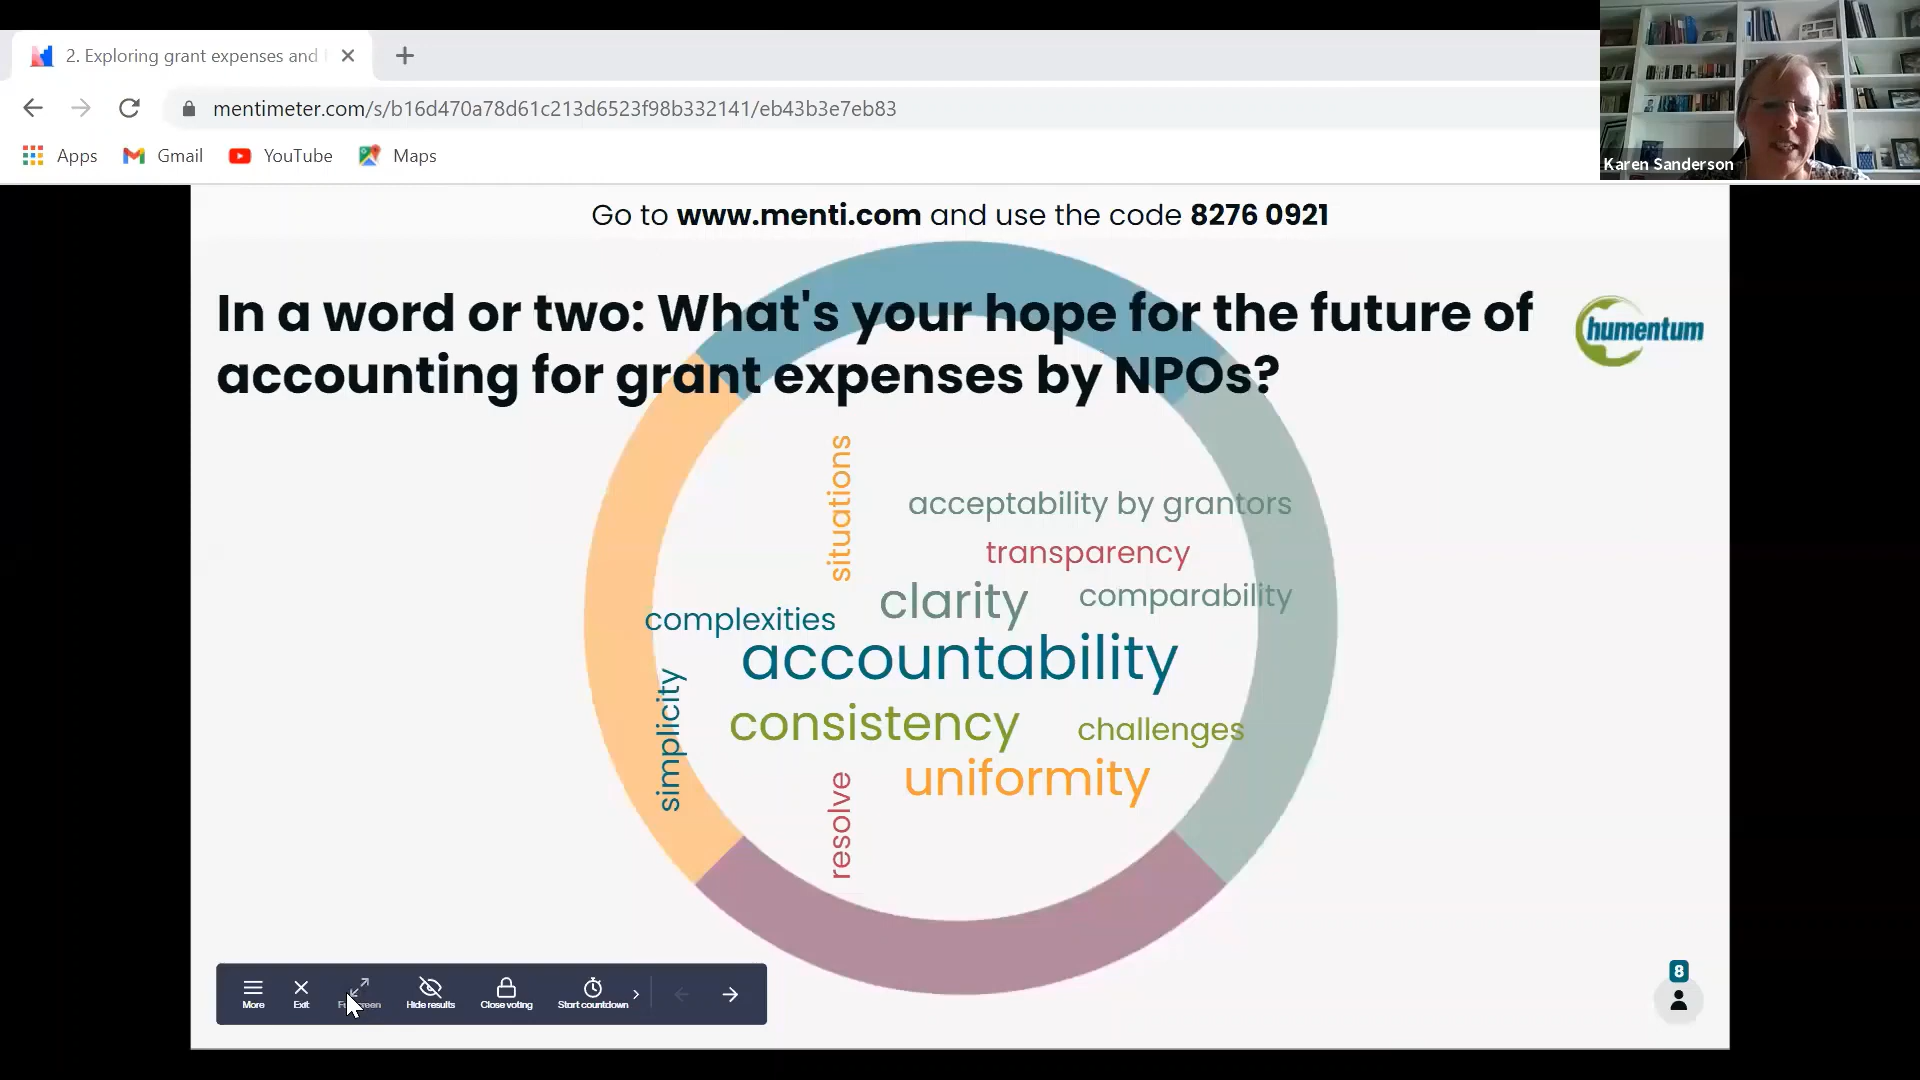 2. Exploring grant expenses and
mentimeter.com/s/b16d470a78d61c213d6523f98b332141/eb43b3e7eb83
Apps
Gmail
YouTube
Maps
Karen Sanderson
Go to www.menti.com and use the code 8276 0921
In a word or two: What's your hope for the future of
accounting for grant expenses by NPOs?
humentum
situations
acceptability by grantors
transparency
clarity
comparability
complexities
accountability
simplicity
consistency
challenges
uniformity
resolve
More
Exit
Hide results
Close voting
Start countdown
8